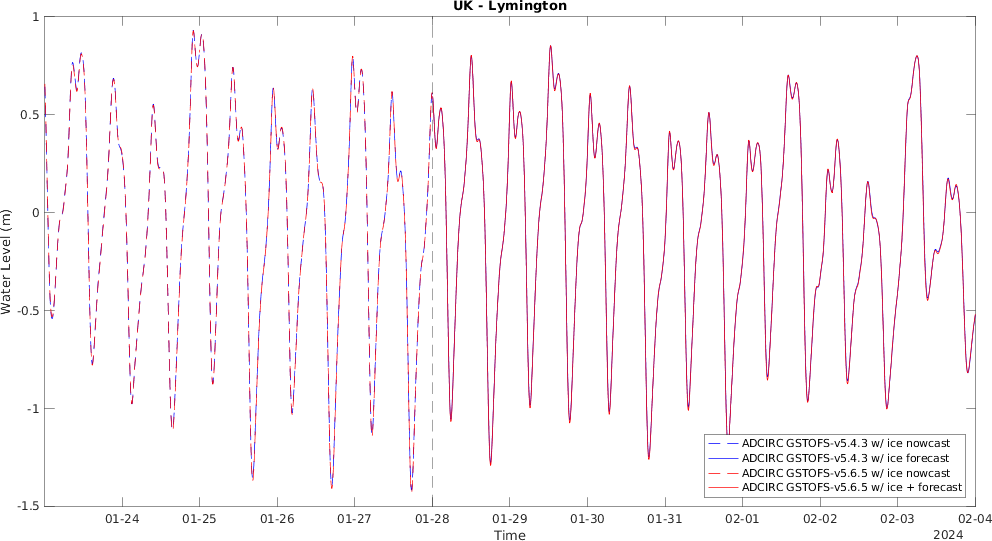 UK - Lymington
1
0.5
0
-0.5
-1
-1.5
Water Level (m)
01-24 01-25 01-26 01-27 01-28 01-29 01-30 01-31 02-01 02-02 02-03 02-04
Time
2024
ADCIRC GSTOFS-v5.4.3 w/ ice nowcast
ADCIRC GSTOFS-v5.4.3 w/ ice forecast
ADCIRC GSTOFS-v5.6.5 w/ ice nowcast
ADCIRC GSTOFS-v5.6.5 w/ ice + forecast